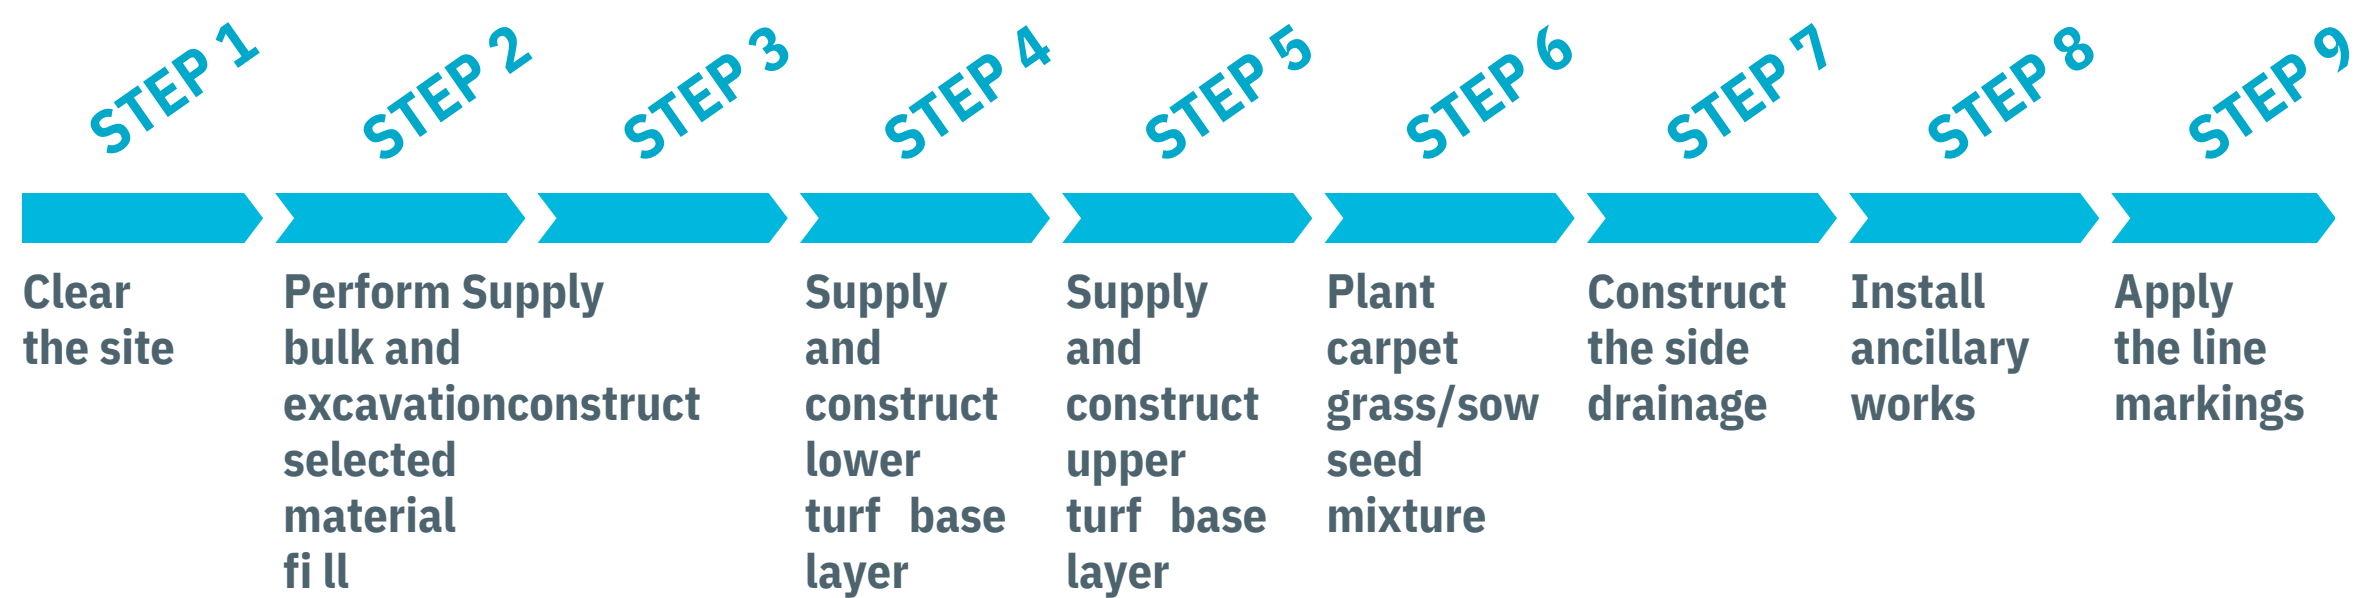 STEP 1
STEP 2
STEP 3
STEP 4
STEP 5
STEP 6
STEP 7
STEP 8
STEP 9
Clear
the site
Perform Supply
bulk and
excavationconstruct
selected
material
fi ll
Supply
and
construct
lower
turf base
layer
Supply
and
construct
upper
turf base
layer
Plant
carpet
grass/sow
seed
mixture
Construct
the side
drainage
Install
ancillary
works
Apply
the line
markings